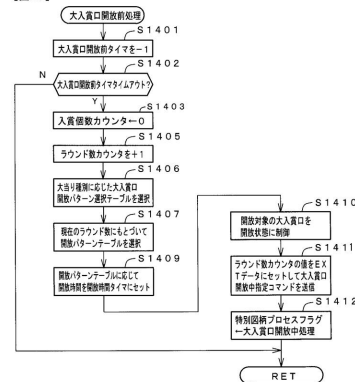 大入賞口開放前処理
S1401
大入賞口開放前タイマを−1
S1402
大入賞口開放前タイマタイムアウト?
N
Y
S1403
入賞個数カウンタ←0
S1405
ラウンド数カウンタを+1
S1406
大当り種別に応じた大入賞口
開放パターン選択テーブルを選択
S1407
現在のラウンド数にもとづいて
開放パターンテーブルを選択
S1409
開放パターンテーブルに応じて
開放時間を開放時間タイマにセット
S1410
開放対象の大入賞口を
開放状態に制御
S1411
ラウンド数カウンタの値をEX
Tデータにセットして大入賞口
開放中指定コマンドを送信
S1412
特別図柄プロセスフラグ
←大入賞口開放中処理
RET